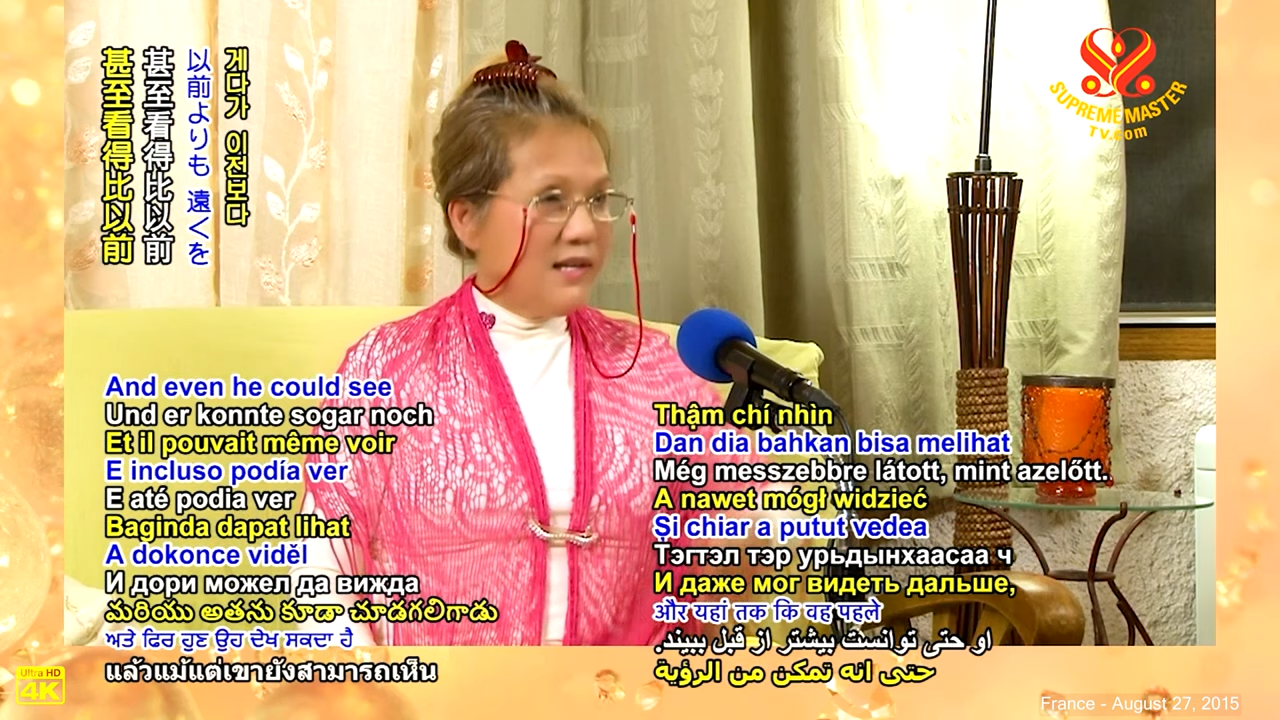 게다가 이전보다
以前よりも 遠くを
甚至看得比以前
甚至看得比以前
SUPREME MASTER
TV.com
And even he could see
Und er konnte sogar noch
Et il pouvait même voir
E incluso podía ver
E até podia ver
Baginda dapat lihat
A dokonce viděl
И дори можел да вижда
మరియు అతను కూడా చూడగలిగాడు
ਅਤੇ ਫਿਰ ਹੁਣ ਉਹ ਦੇਖ ਸਕਦਾ ਹੈ
แล้วแม้แต่เขายังสามารถเห็น
Thậm chí nhìn
Dan dia bahkan bisa melihat
Még messzebbre látott, mint azelőtt.
A nawet mógł widzieć
Și chiar a putut vedea
Тэгтэл тэр урьдынхаасаа ч
И даже мог видеть дальше,
और यहां तक कि वह पहले
او حتی توانست بیشتر از قبل ببیند.
حتى انه تمكن من الرؤية
Ultra HD
4K
France - August 27, 2015